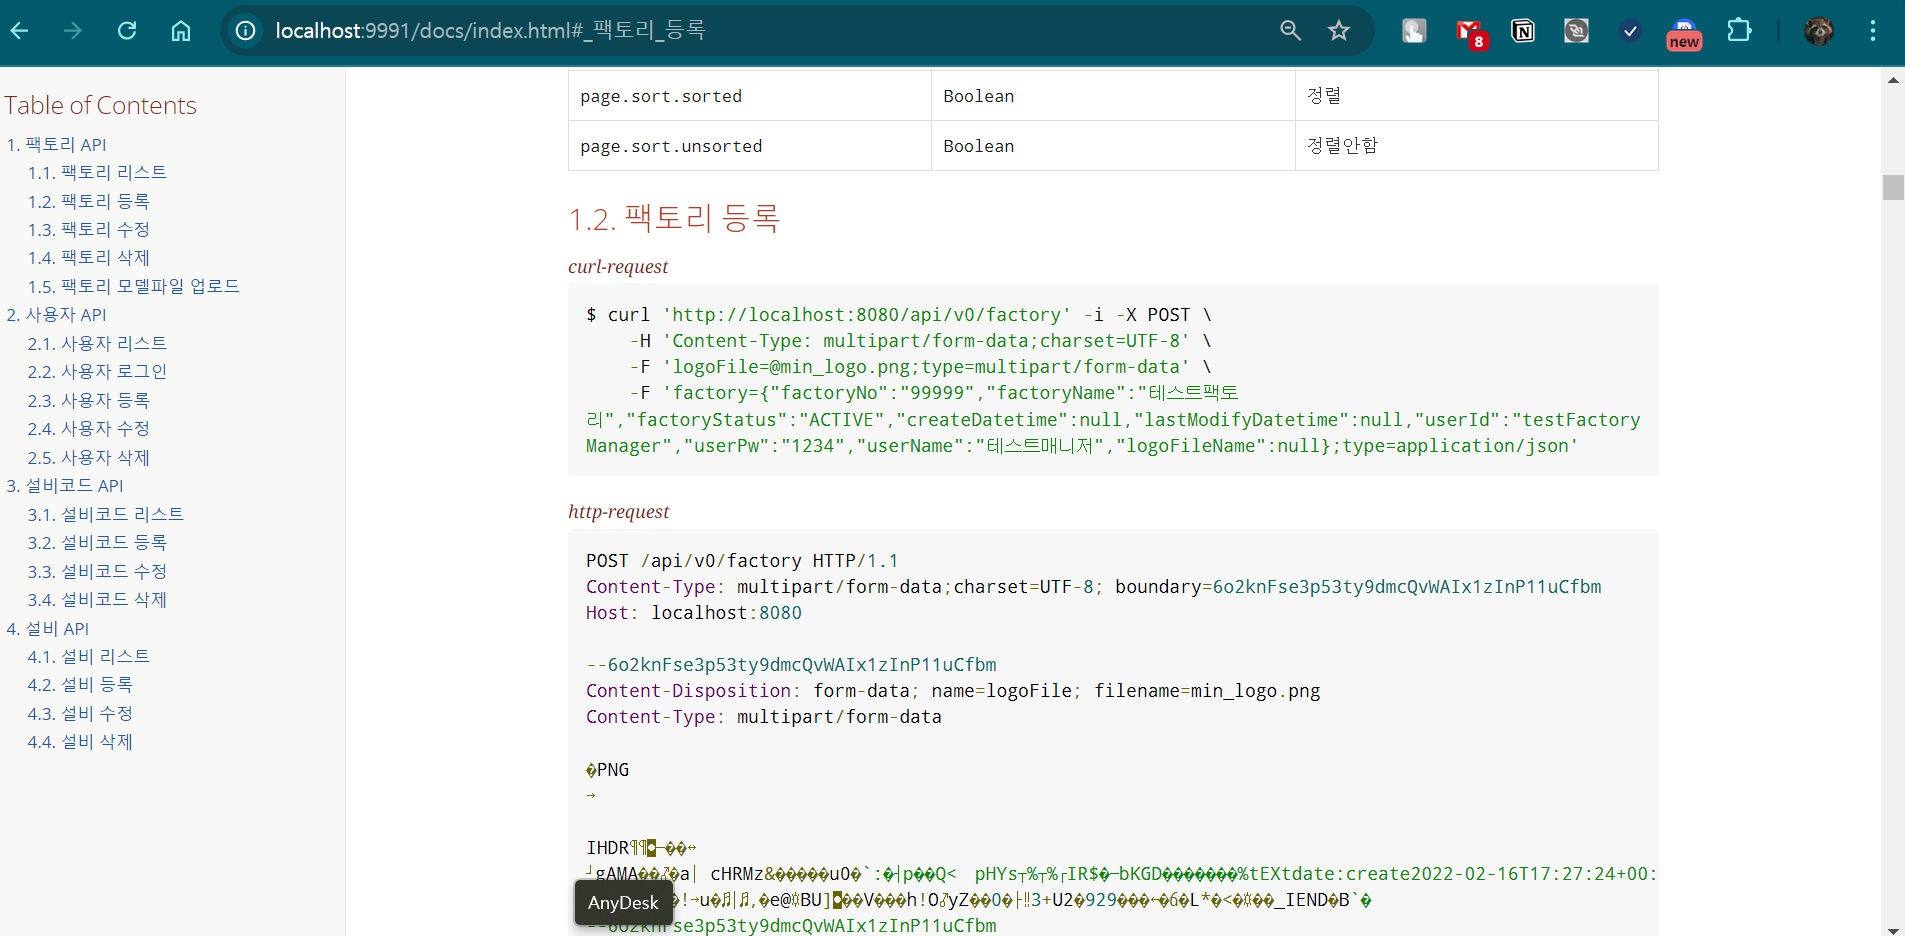 localhost:9991/docs/index.html#_팩토리_등록
8
new
Table of Contents
1. 팩토리 API
1.1. 팩토리 리스트
1.2. 팩토리 등록
1.3. 팩토리 수정
1.4. 팩토리 삭제
1.5. 팩토리 모델파일 업로드
2. 사용자 API
2.1. 사용자 리스트
2.2. 사용자 로그인
2.3. 사용자 등록
2.4. 사용자 수정
2.5. 사용자 삭제
3. 설비코드 API
3.1. 설비코드 리스트
3.2. 설비코드 등록
3.3. 설비코드 수정
3.4. 설비코드 삭제
4. 설비 API
4.1. 설비 리스트
4.2. 설비 등록
4.3. 설비 수정
4.4. 설비 삭제
page.sort.sorted Boolean 정렬
page.sort.unsorted Boolean 정렬안함
1.2. 팩토리 등록
curl-request
$ curl 'http://localhost:8080/api/v0/factory' -i -X POST \
-H 'Content-Type: multipart/form-data;charset=UTF-8' \
-F 'logoFile=@min_logo.png;type=multipart/form-data' \
-F 'factory={"factoryNo":"99999","factoryName":"테스트팩토
리","factoryStatus":"ACTIVE","createDatetime":null,"lastModifyDatetime":null,"userId":"testFactory
Manager","userPw":"1234","userName":"테스트매니저","logoFileName":null};type=application/json'
http-request
POST /api/v0/factory HTTP/1.1
Content-Type: multipart/form-data;charset=UTF-8; boundary=6o2knFse3p53ty9dmcQvWAIx1zInP11uCfbm
Host: localhost:8080
--6o2knFse3p53ty9dmcQvWAIx1zInP11uCfbm
Content-Disposition: form-data; name=logoFile; filename=min_logo.png
Content-Type: multipart/form-data
�PNG
→
IHDR
gAMA cHRMz&�����u0�`:� p��Q< pHYs IR$� bKGD�������%tEXtdate:create2022-02-16T17:27:24+00:
AnyDesk
--6o2knFse3p53ty9dmcQvWAIx1zInP11uCfbm